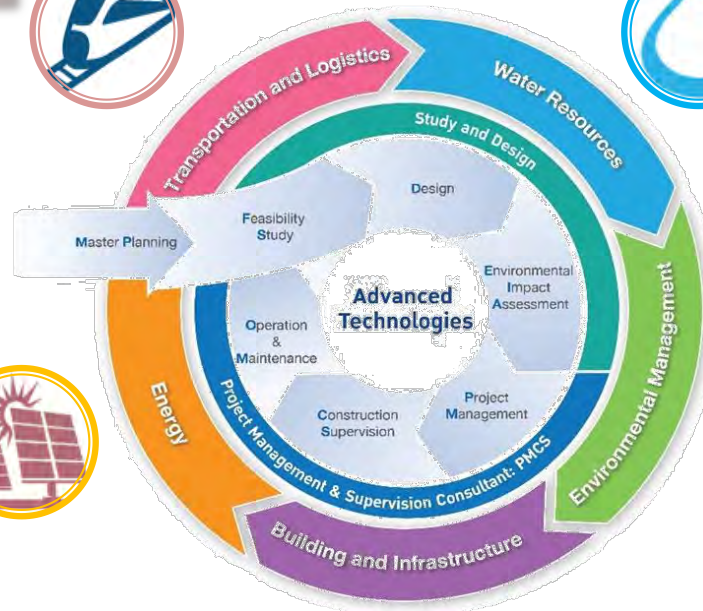 Transportation and Logistics
Water Resources
Study and Design
Design
Feasibility
Study
Master Planning
Environmental
Impact
Assessment
Advanced
Technologies
Operation
&
Maintenance
Project
Management
Construction
Supervision
Project Management & Supervision Consultant: PMCS
Energy
Environmental Management
Building and Infrastructure